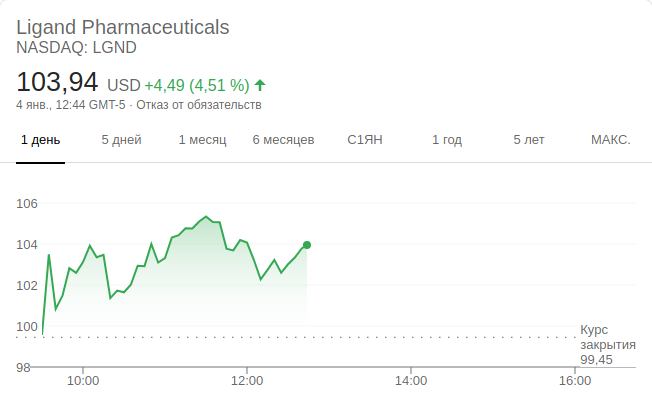 Ligand Pharmaceuticals
NASDAQ: LGND
103,94 USD +4,49 (4,51 %)
4 янв., 12:44 GMT-5 · Отказ от обязательств
1 день 5 дней 1 месяц 6 месяцев С1ЯН 1 год 5 лет МАКС.
106
104
102
100
Курс
закрытия
99,45
98
10:00 12:00 14:00 16:00